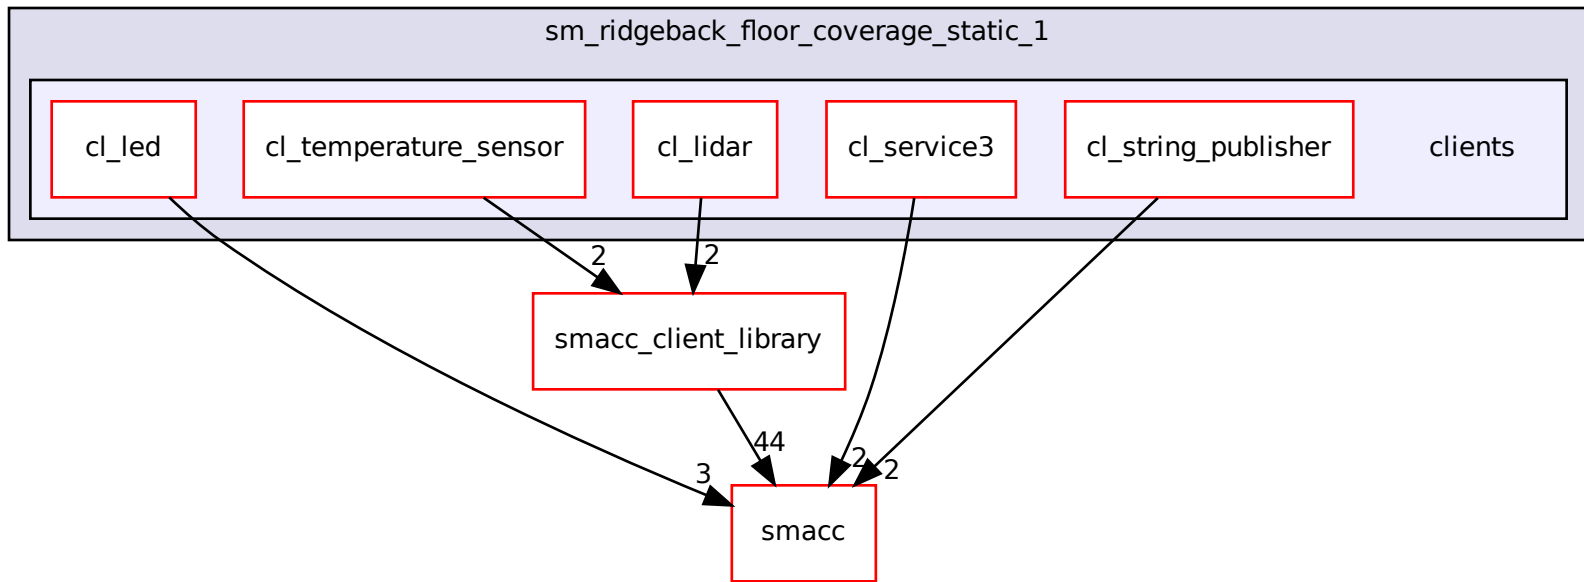 sm_ridgeback_floor_coverage_static_1
cl_led
cl_temperature_sensor
cl_lidar
cl_service3
cl_string_publisher
clients
2
2
smacc_client_library
44
3
2
2
smacc